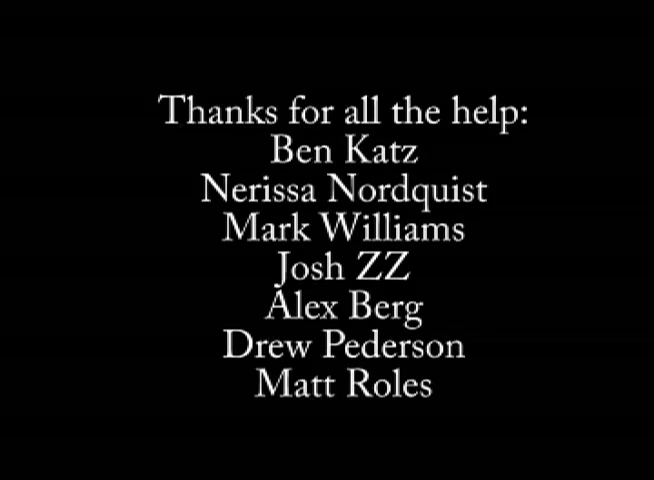 Thanks for all the help:
Ben Katz
Nerissa Nordquist
Mark Williams
Josh ZZ
Alex Berg
Drew Pederson
Matt Roles